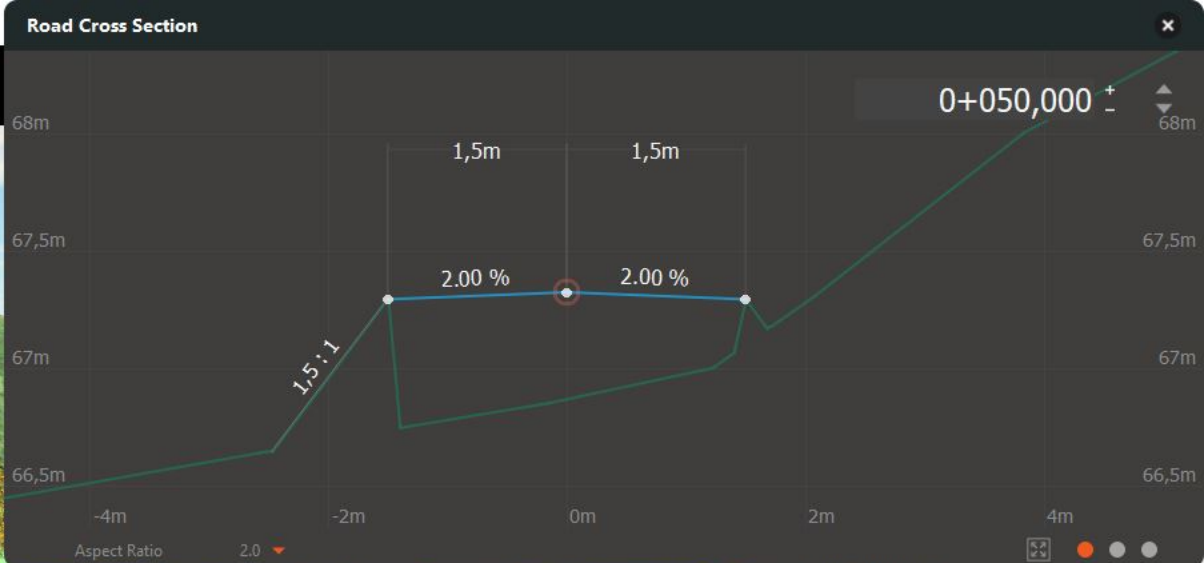 Road Cross Section
0+050,000 + −
68m 68m
1,5m 1,5m
67,5m 67,5m
2.00 % 2.00 %
1,5 : 1
67m 67m
66,5m 66,5m
-4m -2m 0m 2m 4m
Aspect Ratio 2.0